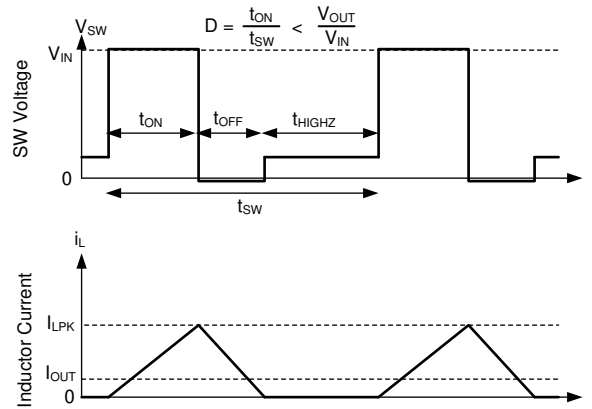 V_SW
D = t_ON / t_SW < V_OUT / V_IN
V_IN
SW Voltage
t_ON
t_OFF
t_HIGHZ
0
t_SW
i_L
Inductor Current
I_LPK
I_OUT
0